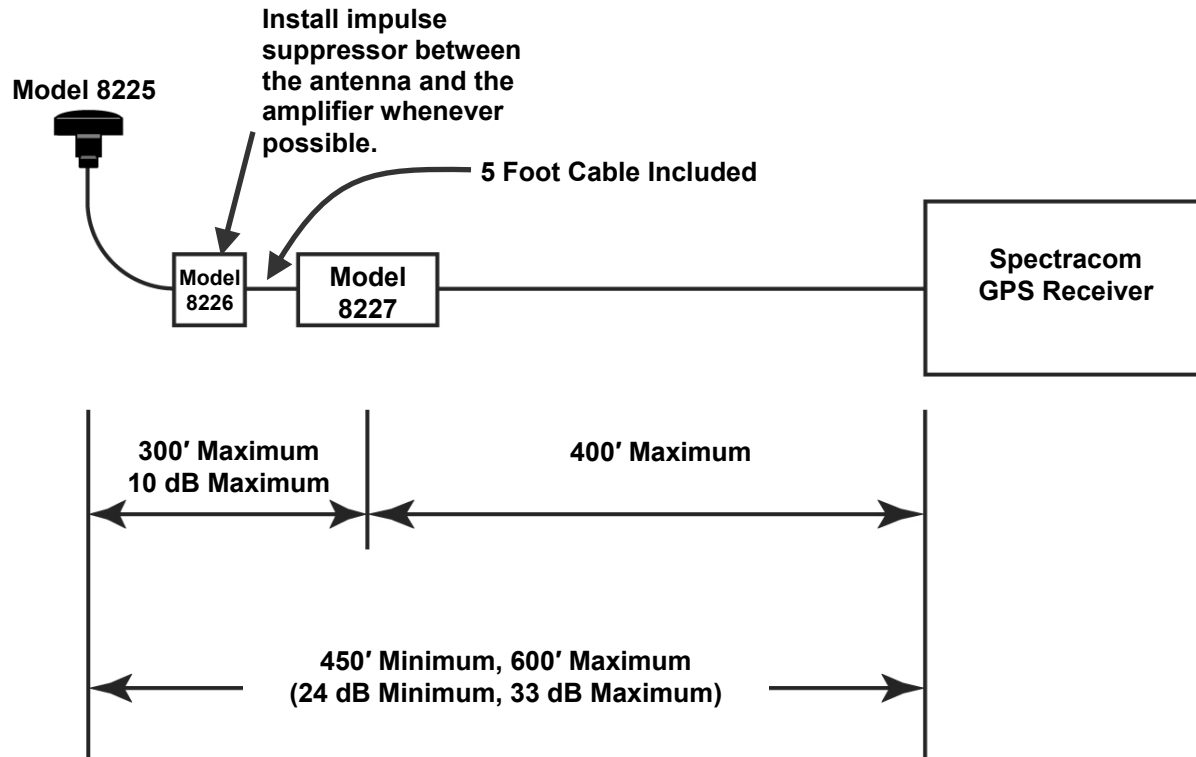 Install impulse
suppressor between
the antenna and the
amplifier whenever
possible.
Model 8225
5 Foot Cable Included
Model
8226
Model
8227
Spectracom
GPS Receiver
300′ Maximum
10 dB Maximum
400′ Maximum
450′ Minimum, 600′ Maximum
(24 dB Minimum, 33 dB Maximum)